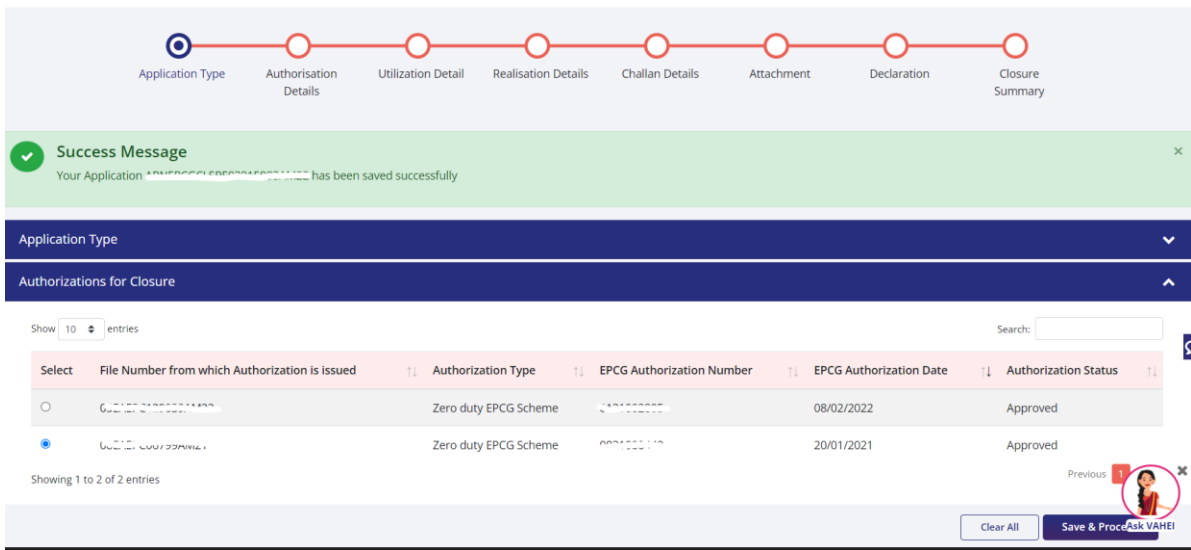 Application Type
Authorisation Details
Utilization Detail
Realisation Details
Challan Details
Attachment
Declaration
Closure Summary
Success Message
×
Your Application has been saved successfully
Application Type
Authorizations for Closure
Show 10 entries
Search:
Select File Number from which Authorization is issued Authorization Type EPCG Authorization Number EPCG Authorization Date Authorization Status
Zero duty EPCG Scheme 08/02/2022 Approved
Zero duty EPCG Scheme 20/01/2021 Approved
Showing 1 to 2 of 2 entries
Previous 1
Clear All
Save &
Ask VAHEI